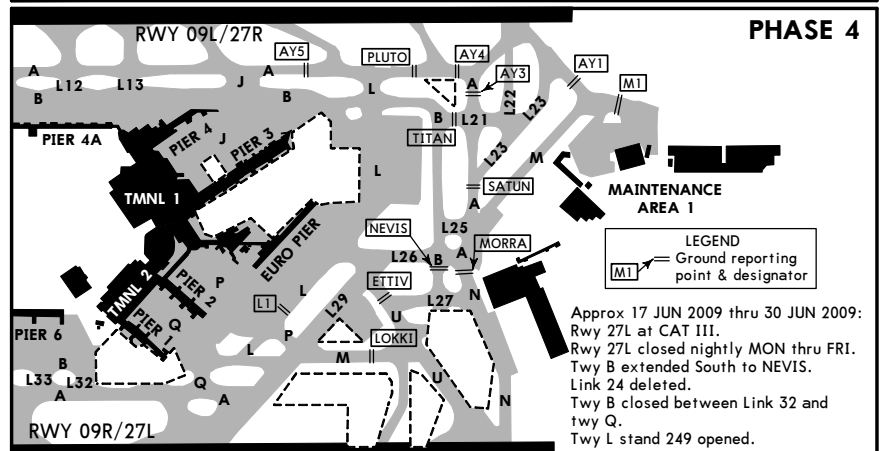 RWY 09L/27R
PHASE 4
AY5
PLUTO
AY4
AY3
AY1
M1
A
L12
L13
J
A
B
B
L
A
L22
L23
B
L21
PIER 4A
PIER 4
J
PIER 3
TITAN
L23
M
L
TMNL 1
SATUN
A
MAINTENANCE
AREA 1
NEVIS
L25
EURO PIER
L26
B
A
MORRA
LEGEND
Ground reporting
point & designator
M1
TMNL 2
PIER 2
P
ETTIV
L
L29
L27
N
L1
U
PIER 1
Q
P
PIER 6
LOKKI
L
M
B
L33
L32
A
Q
A
U
N
RWY 09R/27L
Approx 17 JUN 2009 thru 30 JUN 2009:
Rwy 27L at CAT III.
Rwy 27L closed nightly MON thru FRI.
Twy B extended South to NEVIS.
Link 24 deleted.
Twy B closed between Link 32 and
twy Q.
Twy L stand 249 opened.